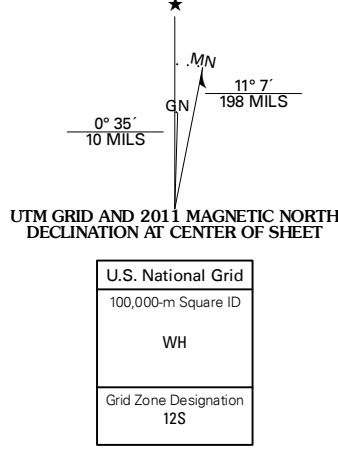 ★
MN
11° 7´
198 MILS
GN
0° 35´
10 MILS
UTM GRID AND 2011 MAGNETIC NORTH
DECLINATION AT CENTER OF SHEET
U.S. National Grid
100,000-m Square ID
WH
Grid Zone Designation
12S